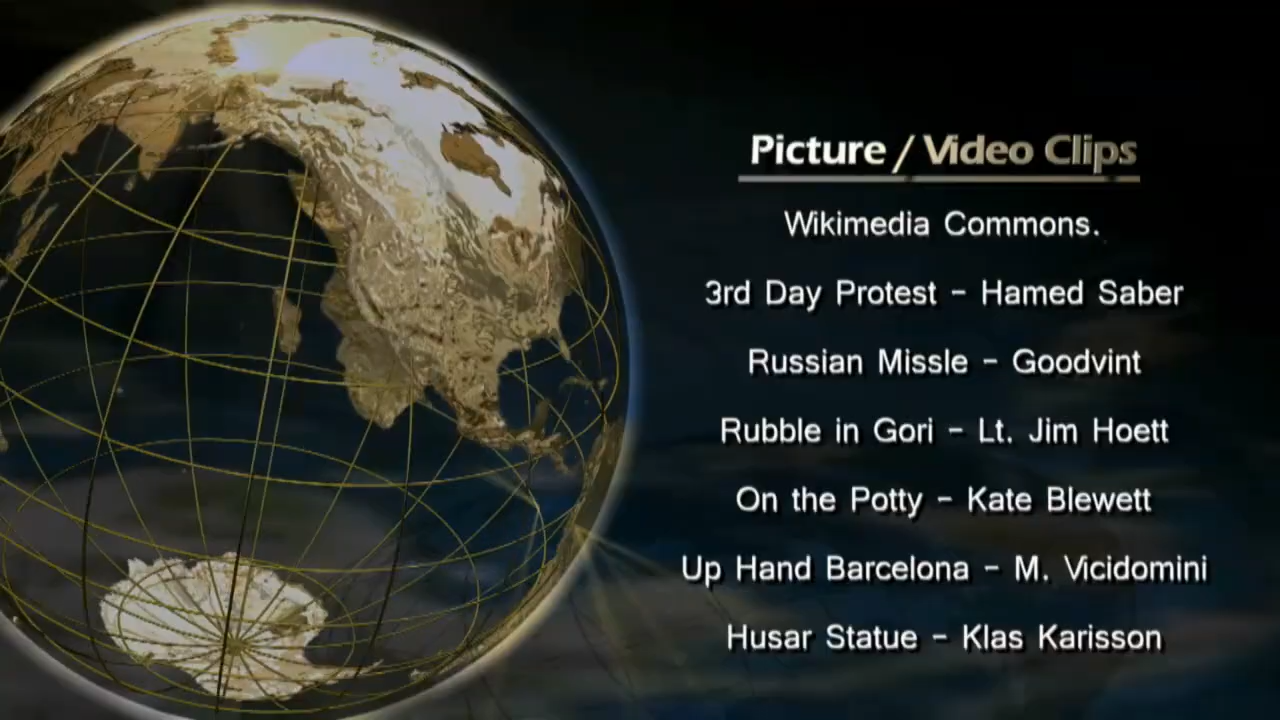 Picture / Video Clips
Wikimedia Commons.
3rd Day Protest - Hamed Saber
Russian Missle - Goodvint
Rubble in Gori - Lt. Jim Hoett
On the Potty - Kate Blewett
Up Hand Barcelona - M. Vicidomini
Husar Statue - Klas Karisson